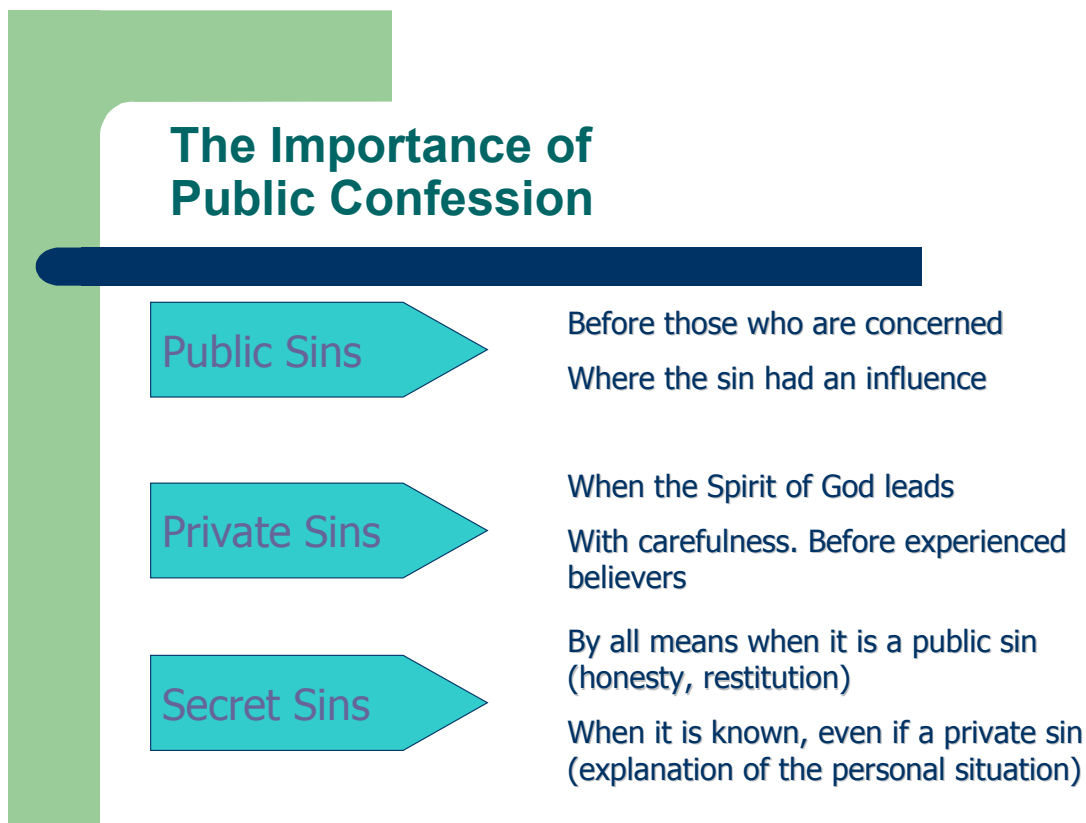 The Importance of
Public Confession
Public Sins
Before those who are concerned
Where the sin had an influence
Private Sins
When the Spirit of God leads
With carefulness. Before experienced
believers
Secret Sins
By all means when it is a public sin
(honesty, restitution)
When it is known, even if a private sin
(explanation of the personal situation)